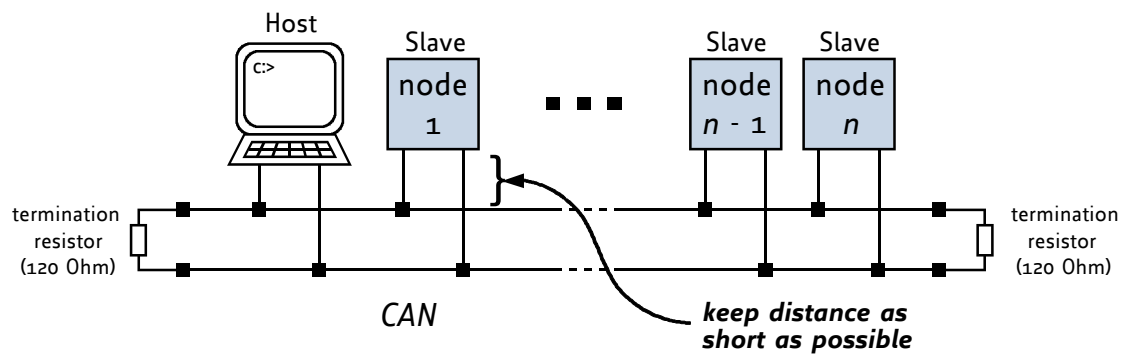 Host
C:>
Slave
node
1
Slave
node
n - 1
Slave
node
n
termination
resistor
(120 Ohm)
termination
resistor
(120 Ohm)
CAN
keep distance as
short as possible